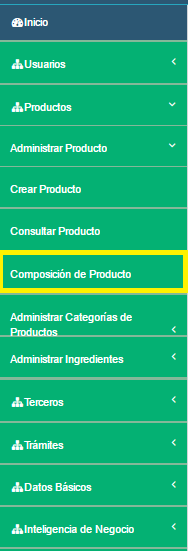 Inicio
Usuarios
Productos
Administrar Producto
Crear Producto
Consultar Producto
Composición de Producto
Administrar Categorías de
Productos
Administrar Ingredientes
Terceros
Trámites
Datos Básicos
Inteligencia de Negocio